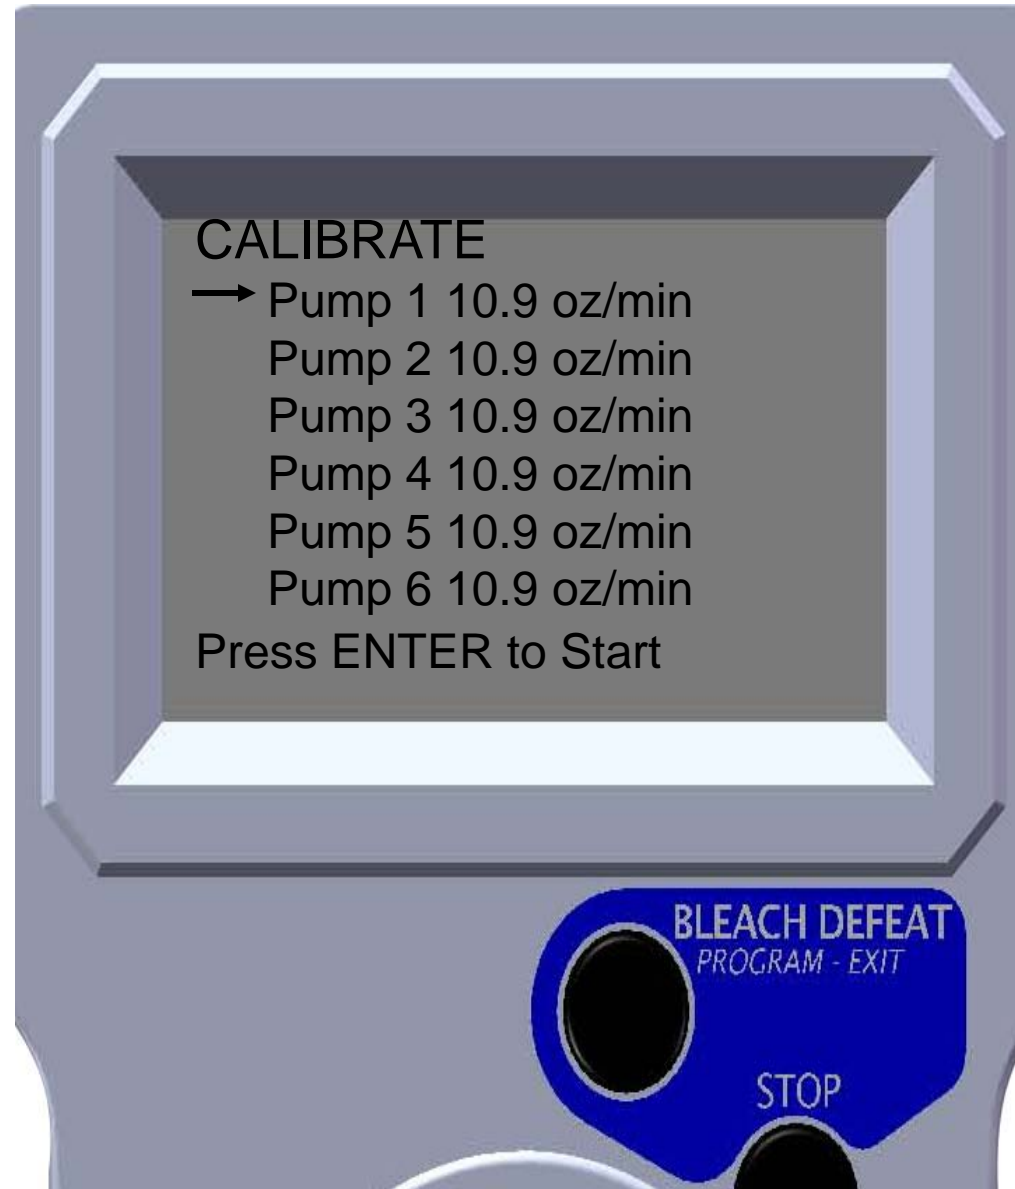 CALIBRATE
Pump 1 10.9 oz/min
Pump 2 10.9 oz/min
Pump 3 10.9 oz/min
Pump 4 10.9 oz/min
Pump 5 10.9 oz/min
Pump 6 10.9 oz/min
Press ENTER to Start
BLEACH DEFEAT
PROGRAM - EXIT
STOP